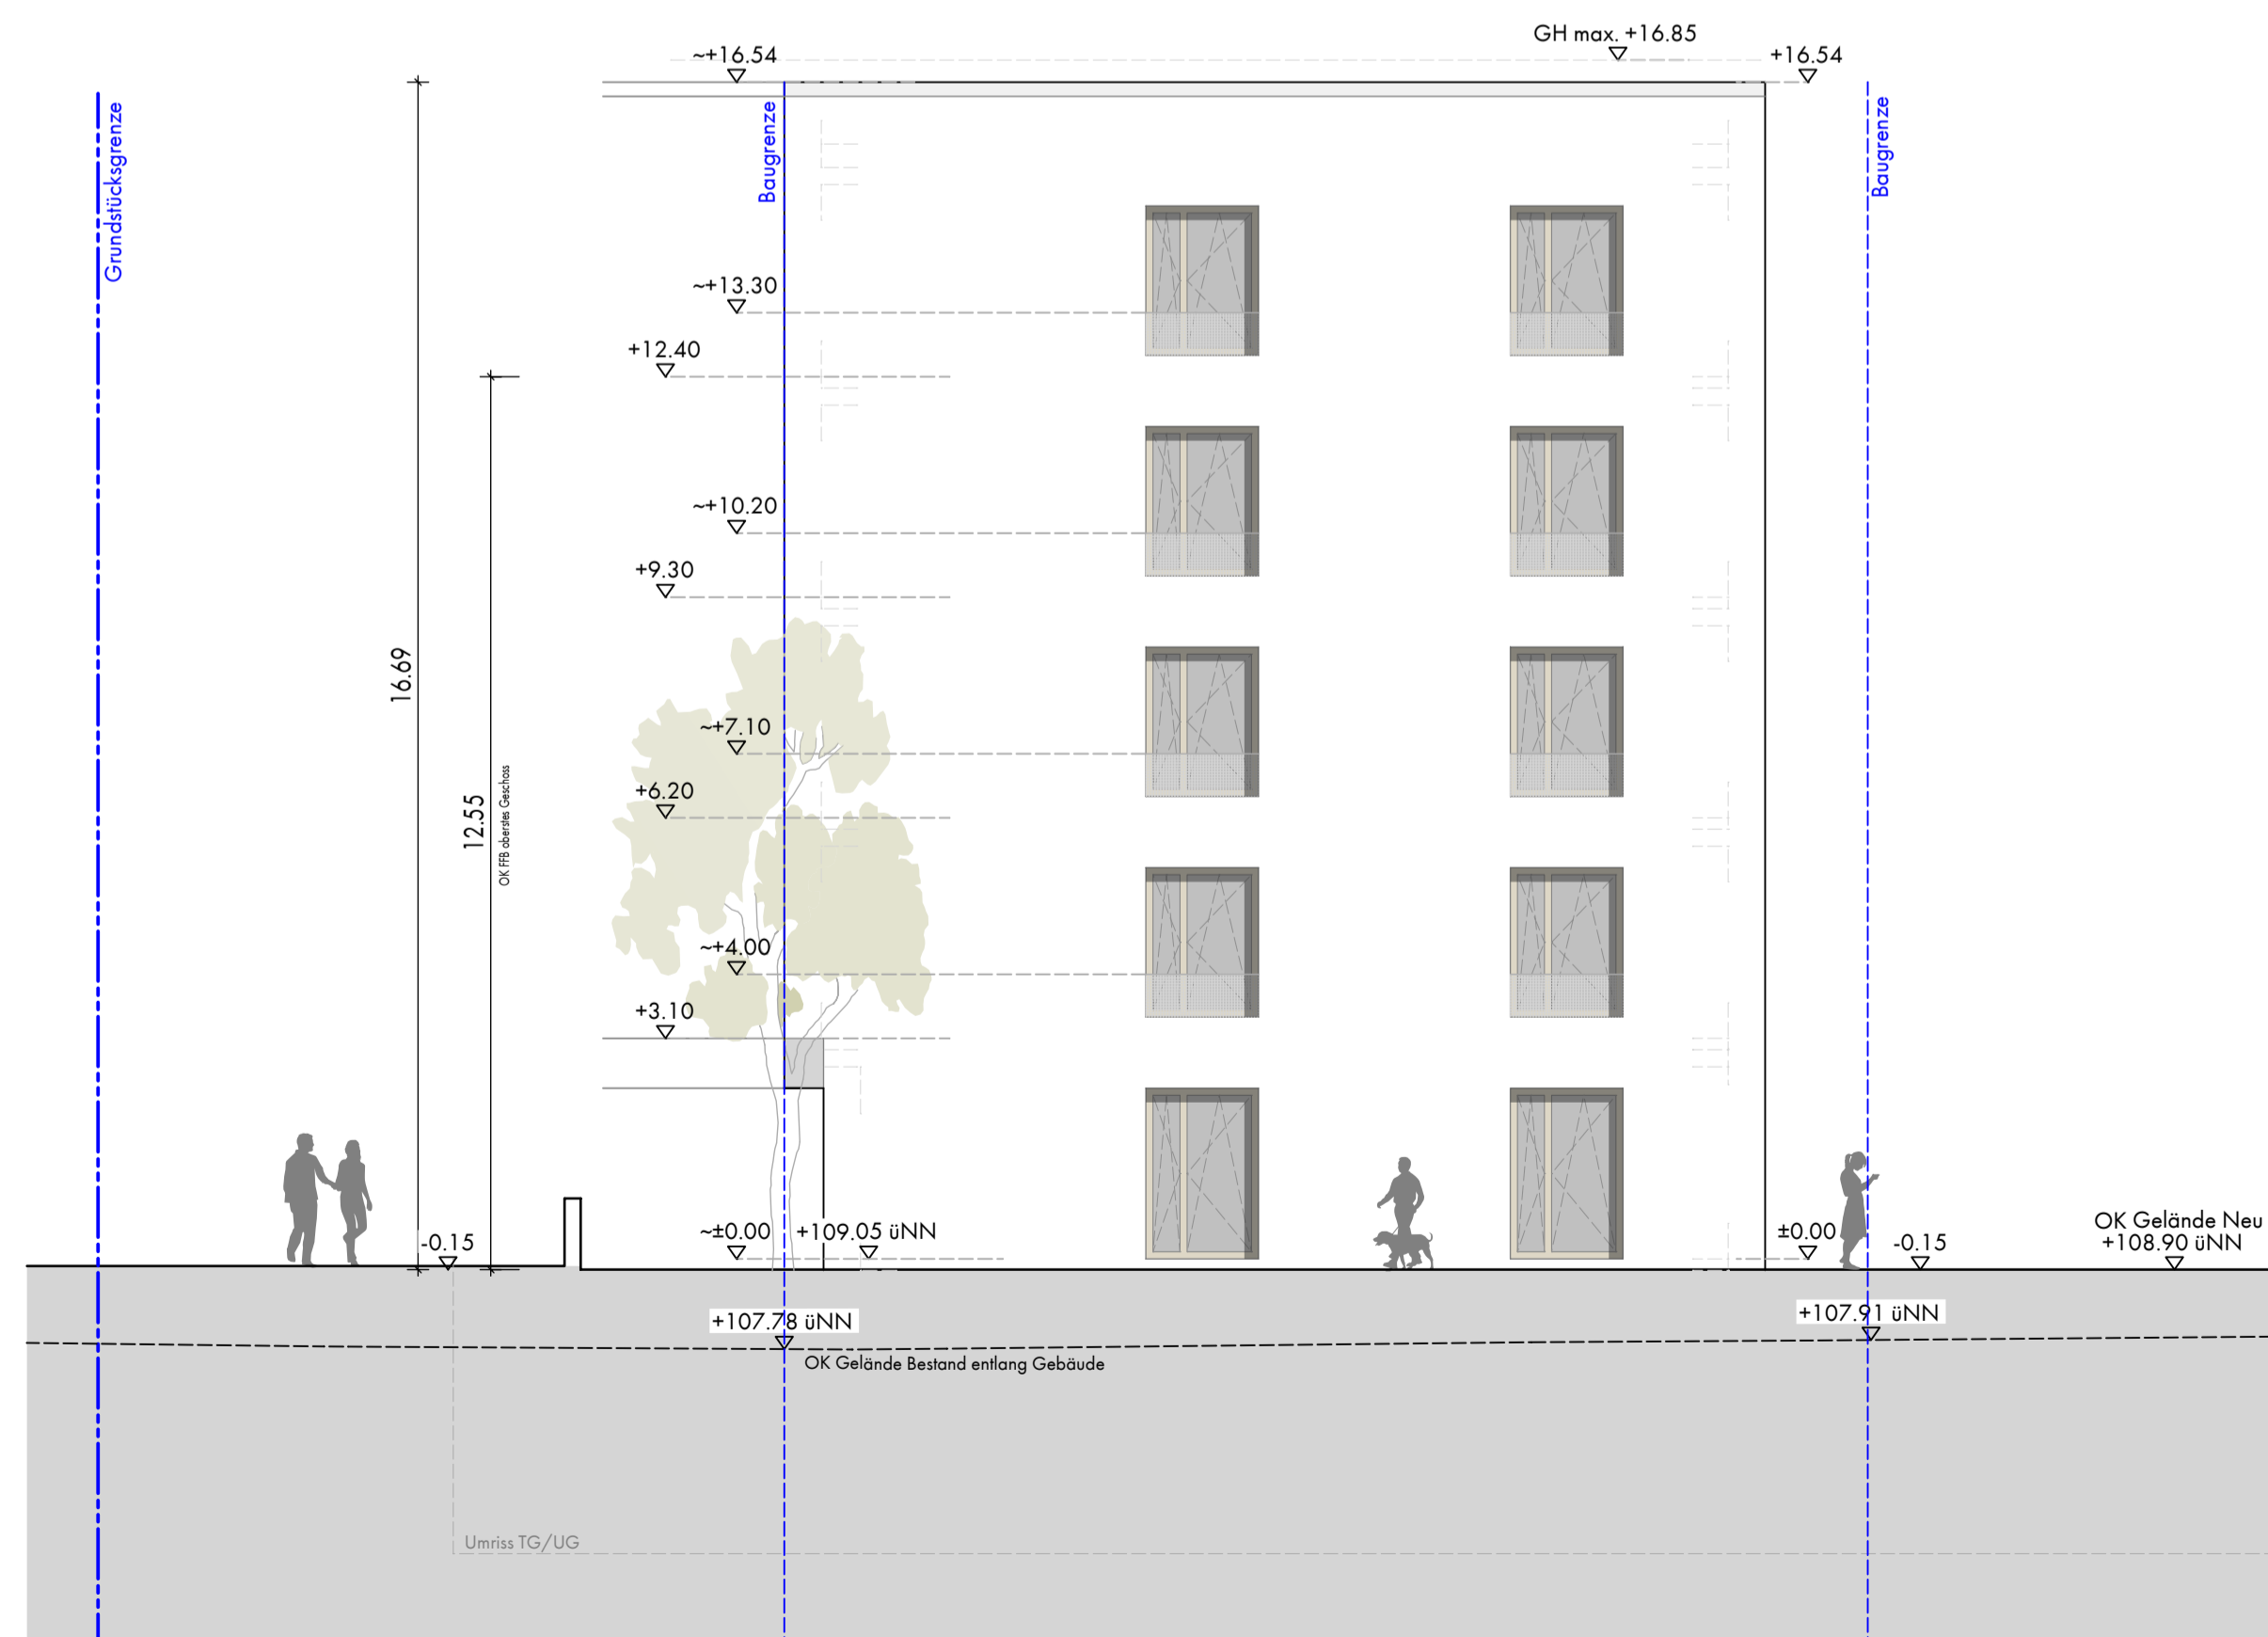 GH max. +16.85
~+16.54
+16.54
Grundstücksgrenze
Baugrenze
Baugrenze
~+13.30
+12.40
~+10.20
+9.30
16.69
~+7.10
+6.20
12.55
OK FFB oberstes Geschoss
~+4.00
+3.10
-0.15
~±0.00
+109.05 üNN
±0.00
-0.15
OK Gelände Neu
+108.90 üNN
+107.78 üNN
+107.91 üNN
OK Gelände Bestand entlang Gebäude
Umriss TG/UG